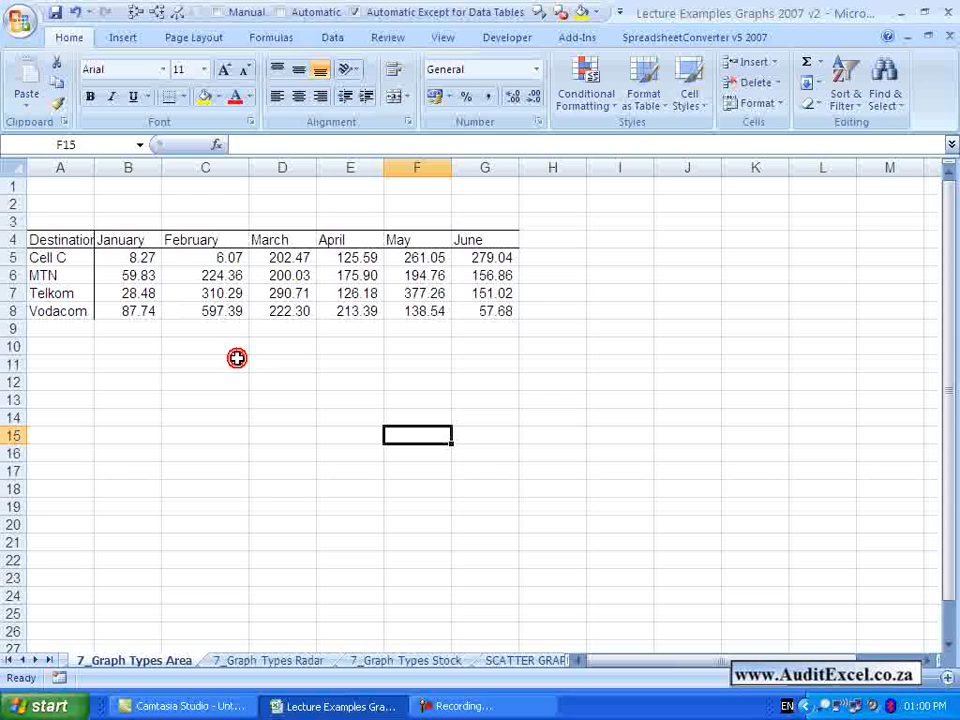 Manual Automatic Automatic Except for Data Tables Lecture Examples Graphs 2007 v2 - Micro...
Home Insert Page Layout Formulas Data Review View Developer Add-Ins SpreadsheetConverter v5 2007
Arial 11 General Insert
Paste Conditional Format Cell Delete Sort & Find &
Formatting as Table Styles Format Filter Select
Clipboard Font Alignment Number Styles Cells Editing
F15 fx
A B C D E F G H I J K L M
1
2
3
4 Destination January February March April May June
5 Cell C 8.27 6.07 202.47 125.59 261.05 279.04
6 MTN 59.83 224.36 200.03 175.90 194.76 156.86
7 Telkom 28.48 310.29 290.71 126.18 377.26 151.02
8 Vodacom 87.74 597.39 222.30 213.39 138.54 57.68
9
10
11
12
13
14
15
16
17
18
19
20
21
22
23
24
25
26
27
7_Graph Types Area 7_Graph Types Radar 7_Graph Types Stock SCATTER GRAF
Ready www.AuditExcel.co.za
start Camtasia Studio - Unt... Lecture Examples Gra... Recording... EN 01:00 PM